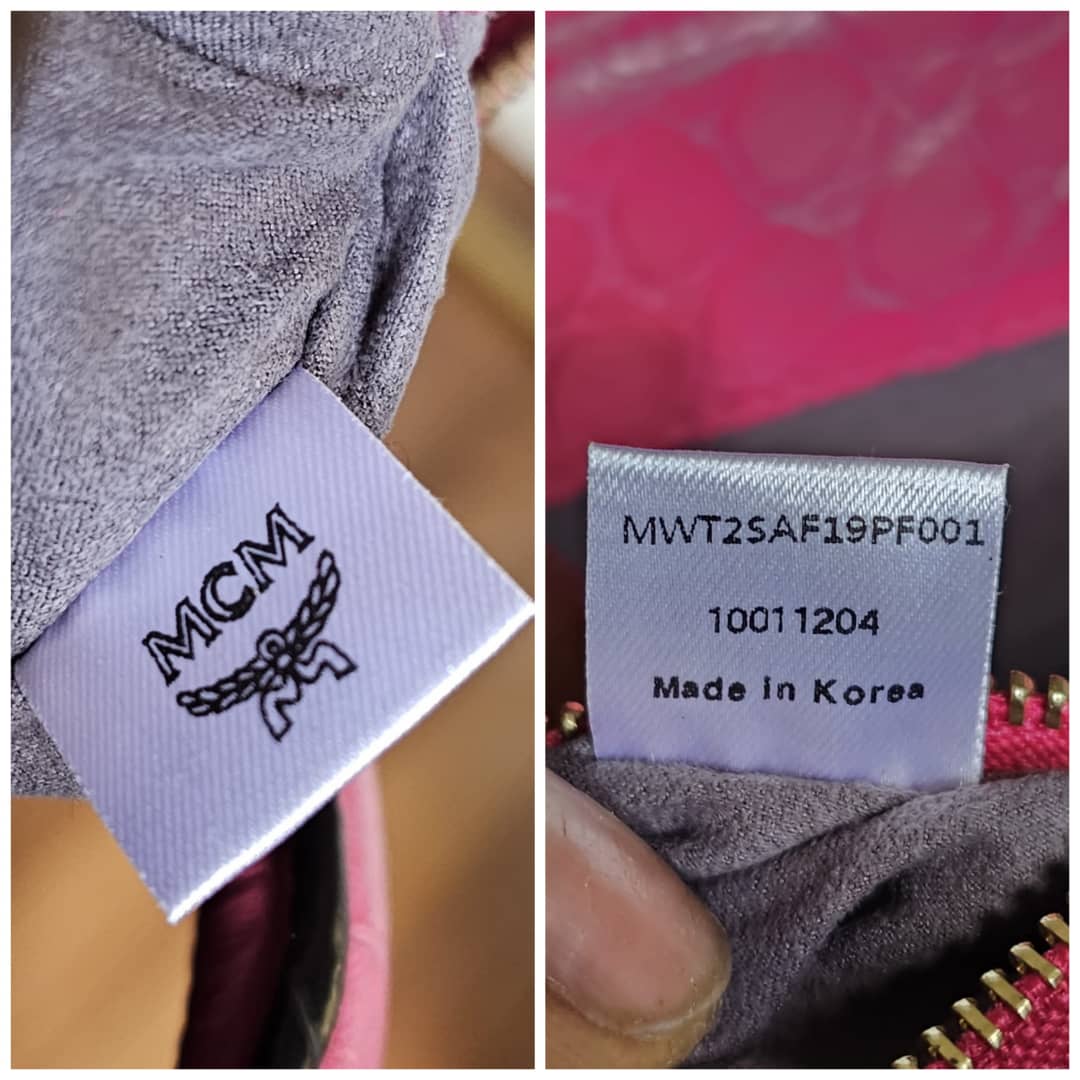 MCM
MWT2SAF19PF001
10011204
Made in Korea